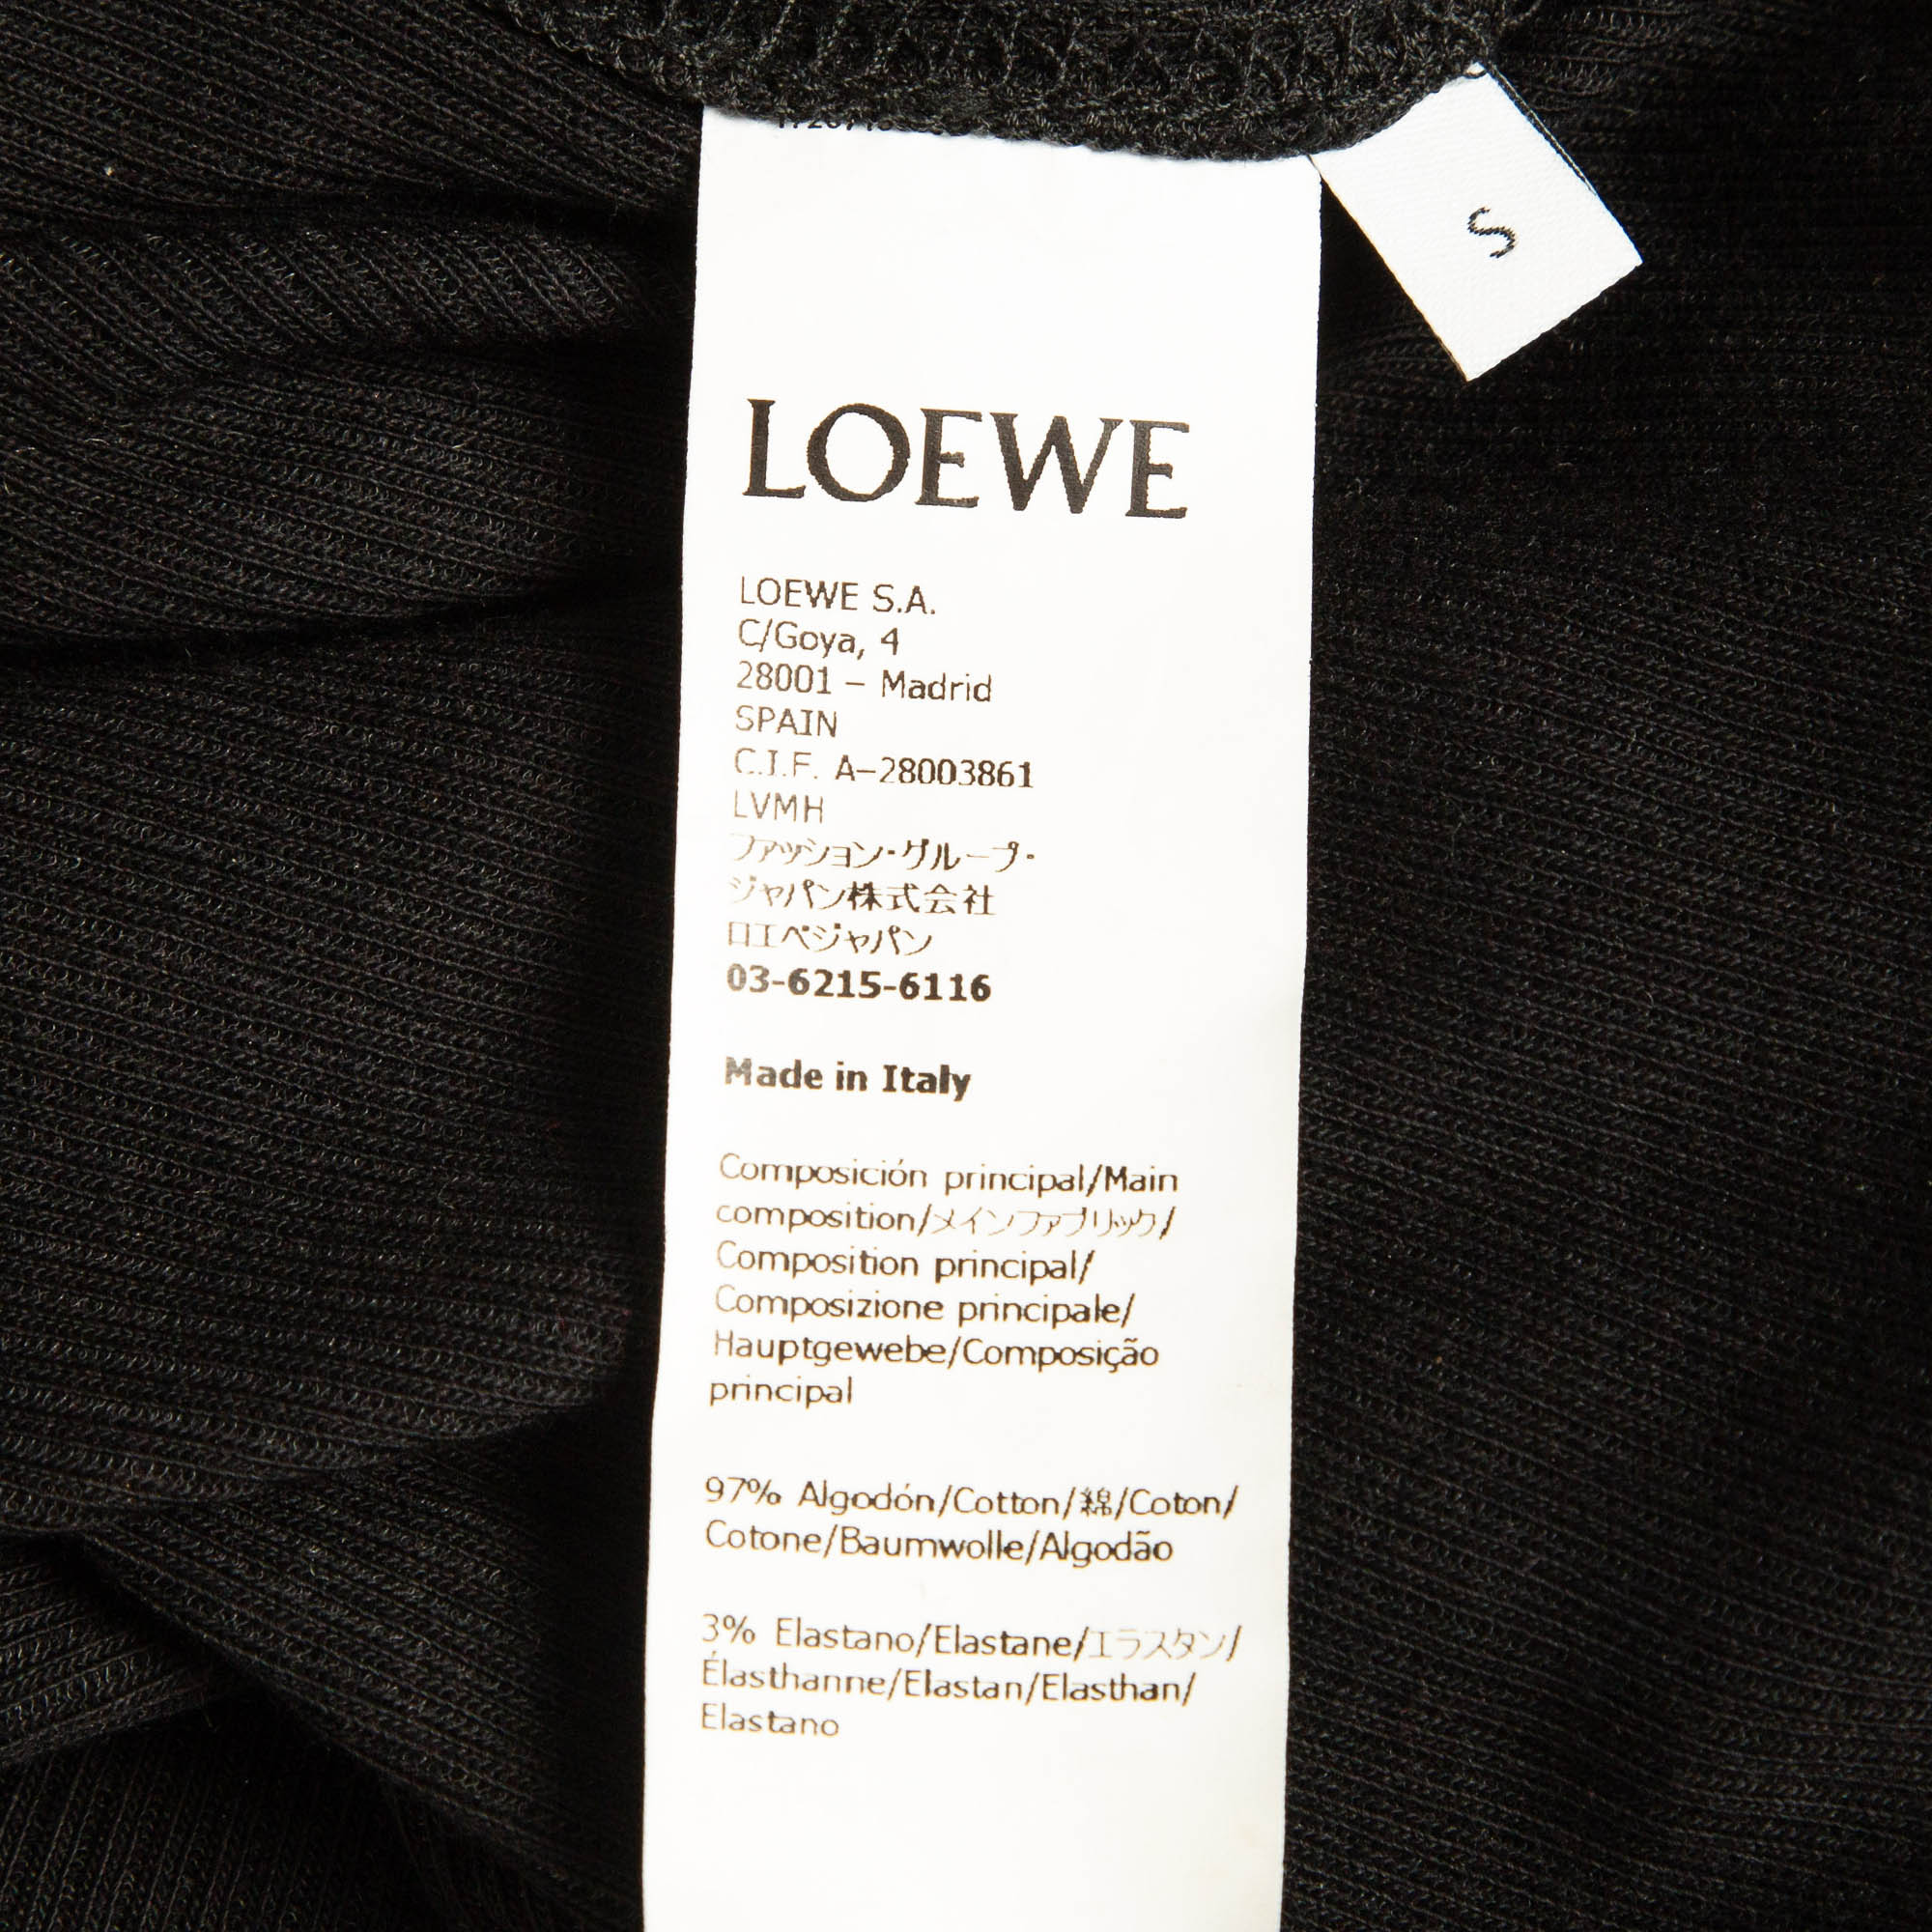 S
LOEWE
LOEWE S.A.
C/Goya, 4
28001 – Madrid
SPAIN
C.I.F. A–28003861
LVMH
ファッション・グループ・
ジャパン株式会社
ロエベジャパン
03-6215-6116
Made in Italy
Composición principal/Main
composition/メインファブリック/
Composition principal/
Composizione principale/
Hauptgewebe/Composição
principal
97% Algodón/Cotton/綿/Coton/
Cotone/Baumwolle/Algodão
3% Elastano/Elastane/エラスタン/
Élasthanne/Elastan/Elasthan/
Elastano